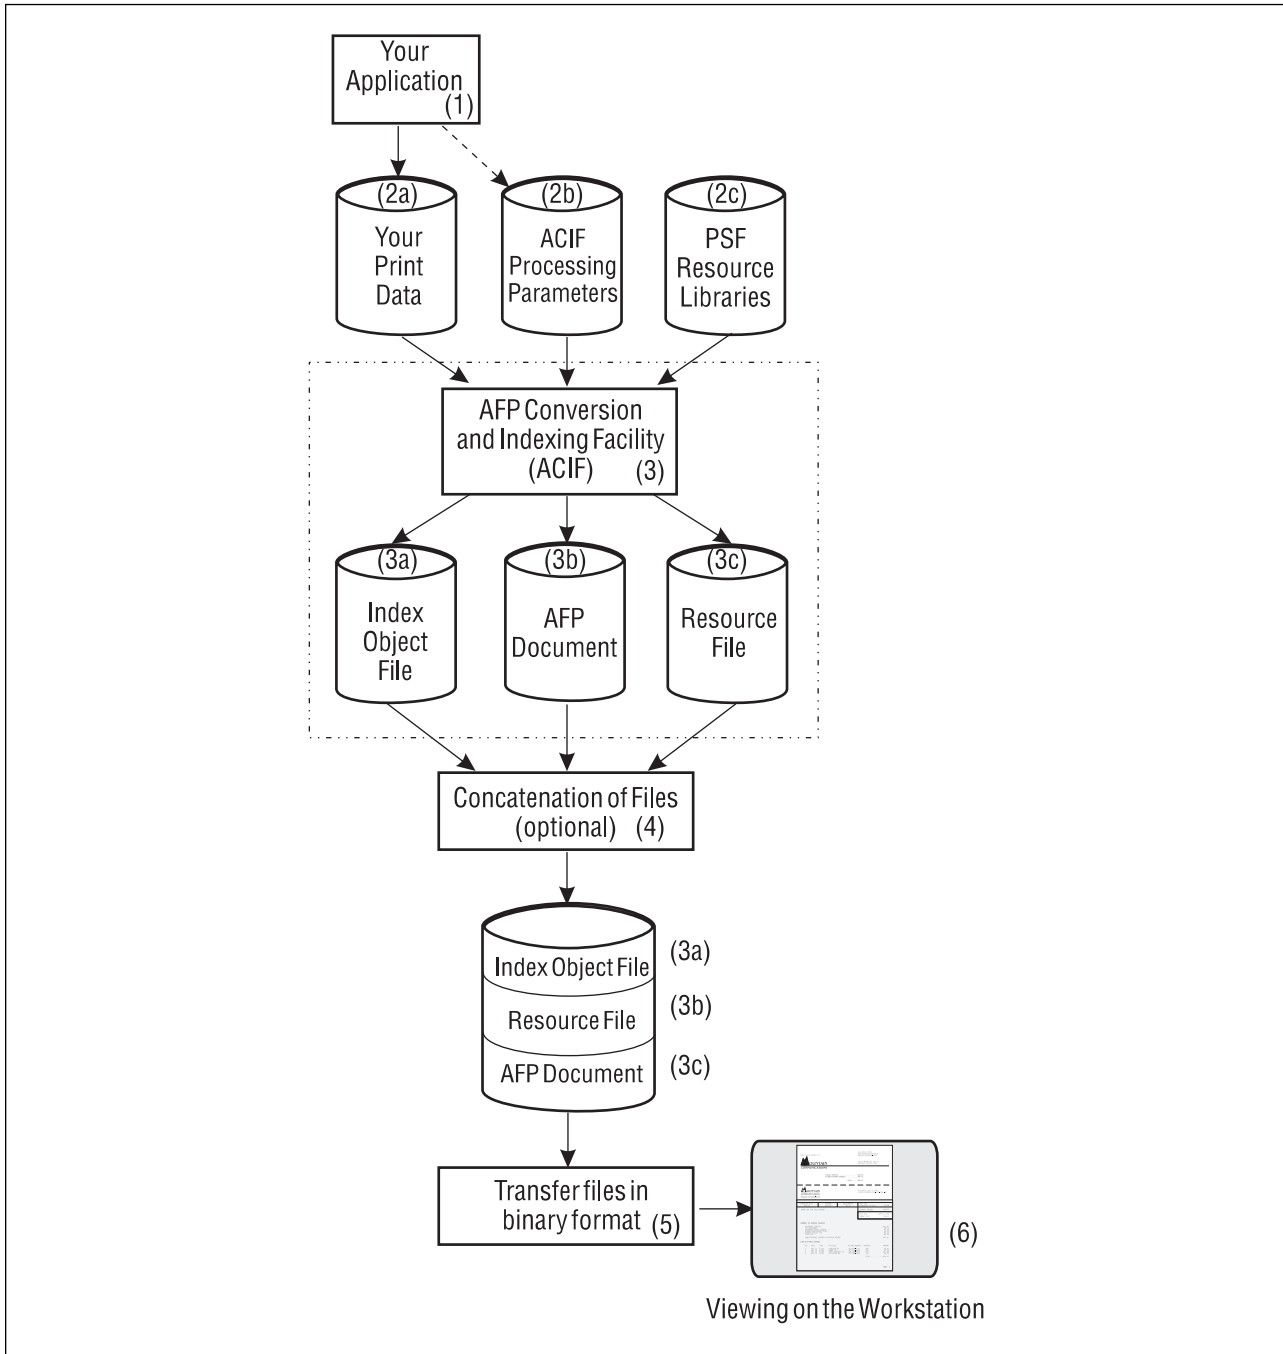 Your
Application
(1)
(2a)
Your
Print
Data
(2b)
ACIF
Processing
Parameters
(2c)
PSF
Resource
Libraries
AFP Conversion
and Indexing Facility
(ACIF) (3)
(3a)
Index
Object
File
(3b)
AFP
Document
(3c)
Resource
File
Concatenation of Files
(optional) (4)
Index Object File (3a)
Resource File (3b)
AFP Document (3c)
Transfer files in
binary format (5)
(6)
Viewing on the Workstation